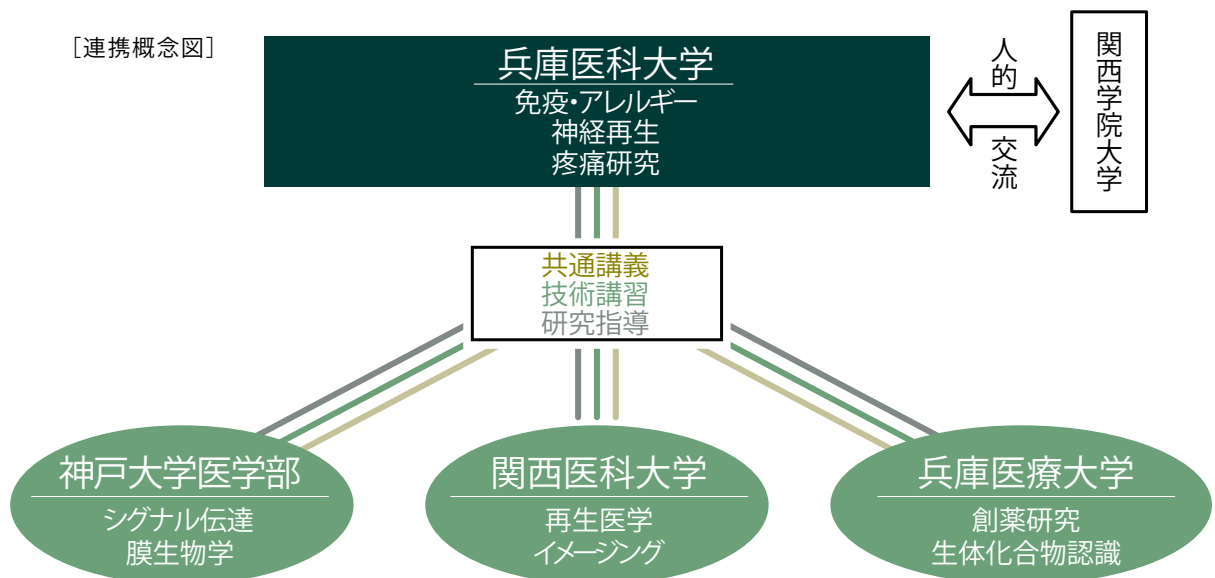 ［連携概念図］
兵庫医科大学
免疫・アレルギー
神経再生
疼痛研究
人的
交流
関西学院大学
共通講義
技術講習
研究指導
神戸大学医学部
シグナル伝達
膜生物学
関西医科大学
再生医学
イメージング
兵庫医療大学
創薬研究
生体化合物認識